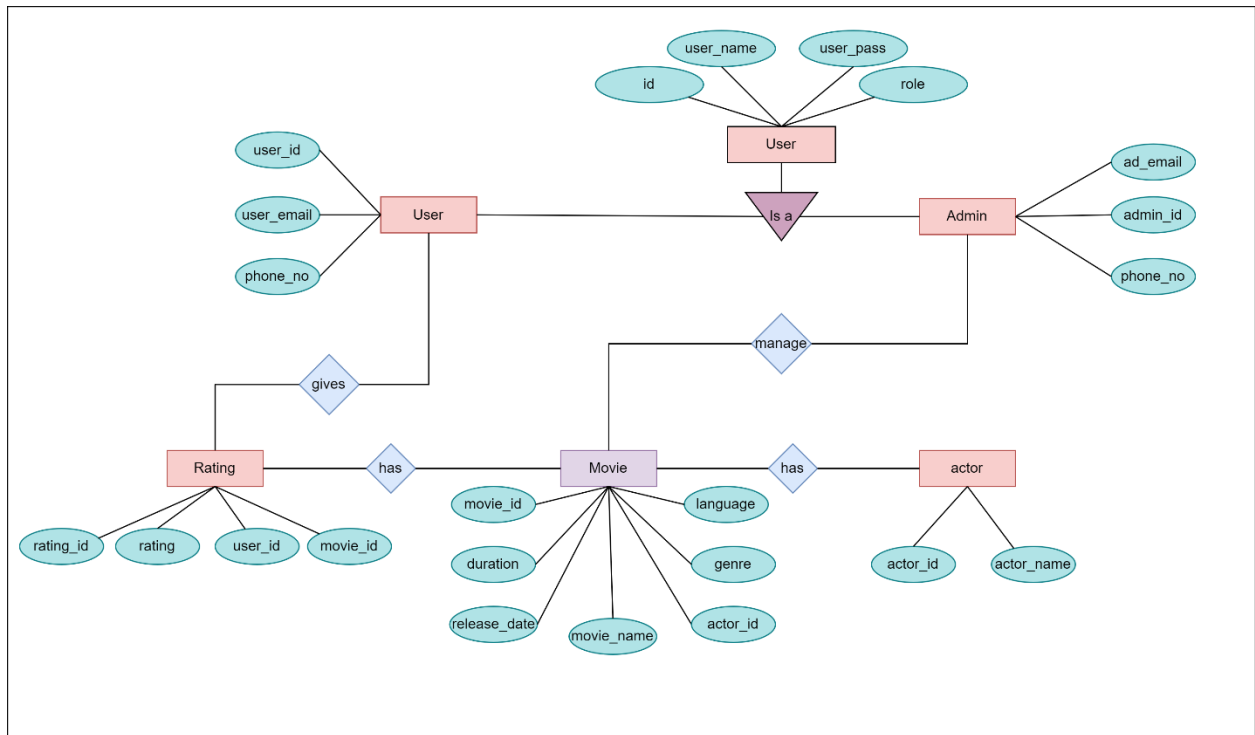 user_name
user_pass
id
role
User
user_id
ad_email
user_email
User
Is a
Admin
admin_id
phone_no
phone_no
manage
gives
Rating
has
Movie
has
actor
movie_id
language
rating_id
rating
user_id
movie_id
duration
genre
actor_id
actor_name
release_date
movie_name
actor_id